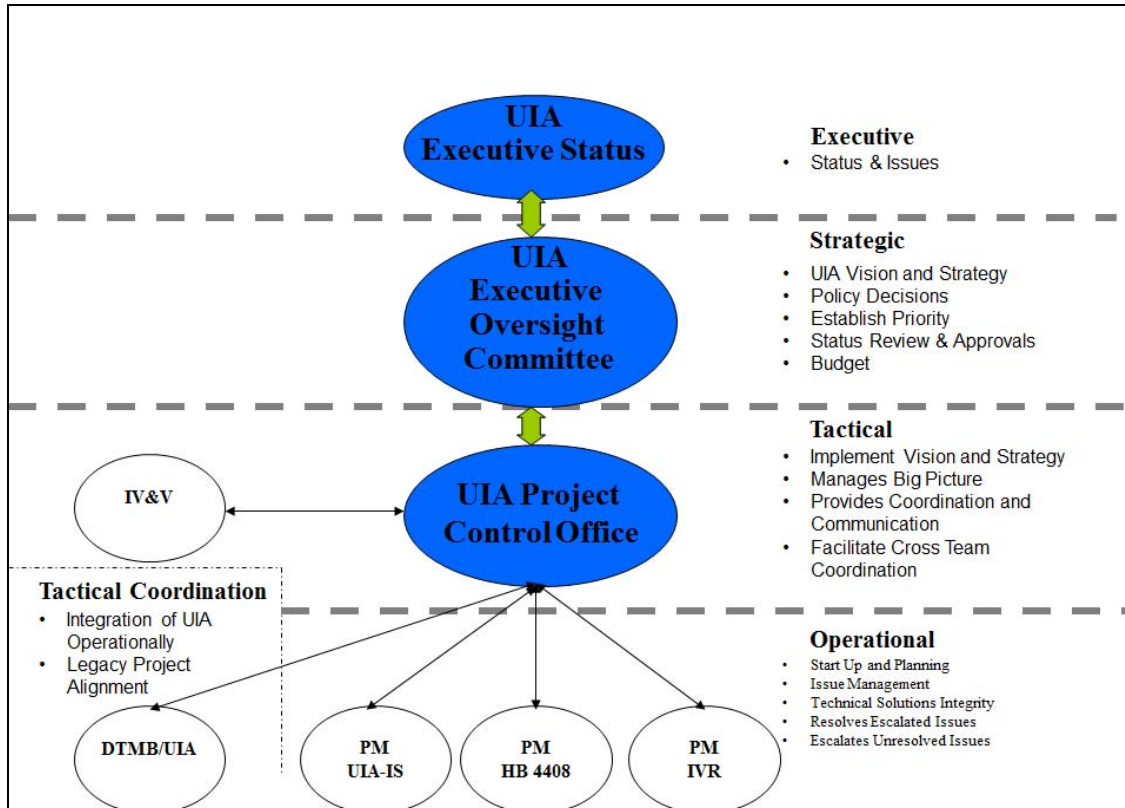 UIA
Executive Status
Executive
• Status & Issues
UIA
Executive
Oversight
Committee
Strategic
• UIA Vision and Strategy
• Policy Decisions
• Establish Priority
• Status Review & Approvals
• Budget
IV&V
UIA Project
Control Office
Tactical
• Implement Vision and Strategy
• Manages Big Picture
• Provides Coordination and
Communication
• Facilitate Cross Team
Coordination
Tactical Coordination
• Integration of UIA
Operationally
• Legacy Project
Alignment
Operational
• Start Up and Planning
• Issue Management
• Technical Solutions Integrity
• Resolves Escalated Issues
• Escalates Unresolved Issues
DTMB/UIA
PM
UIA-IS
PM
HB 4408
PM
IVR